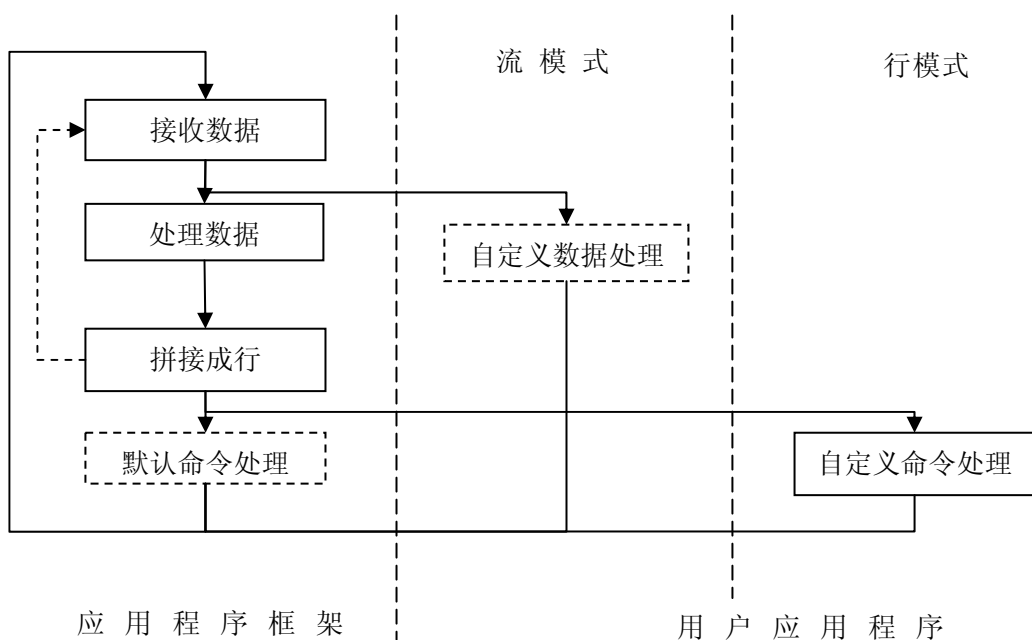 流模式
行模式
接收数据
处理数据
自定义数据处理
拼接成行
默认命令处理
自定义命令处理
应用程序框架
用户应用程序